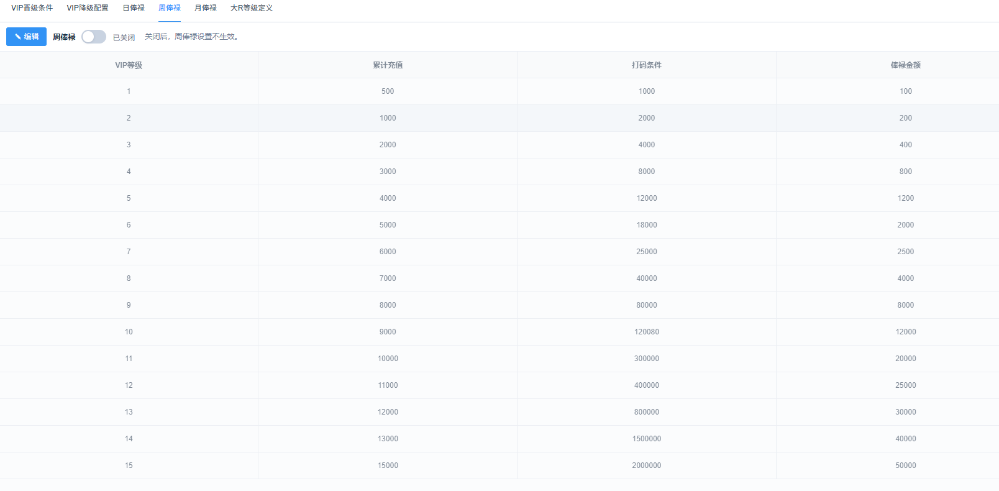 VIP晋级条件 VIP降级配置 日俸禄 周俸禄 月俸禄 大R等级定义
编辑 周俸禄 已关闭 关闭后，周俸禄设置不生效。
VIP等级 累计充值 打码条件 俸禄金额
1 500 1000 100
2 1000 2000 200
3 2000 4000 400
4 3000 8000 800
5 4000 12000 1200
6 5000 18000 2000
7 6000 25000 2500
8 7000 40000 4000
9 8000 80000 8000
10 9000 120080 12000
11 10000 300000 20000
12 11000 400000 25000
13 12000 800000 30000
14 13000 1500000 40000
15 15000 2000000 50000